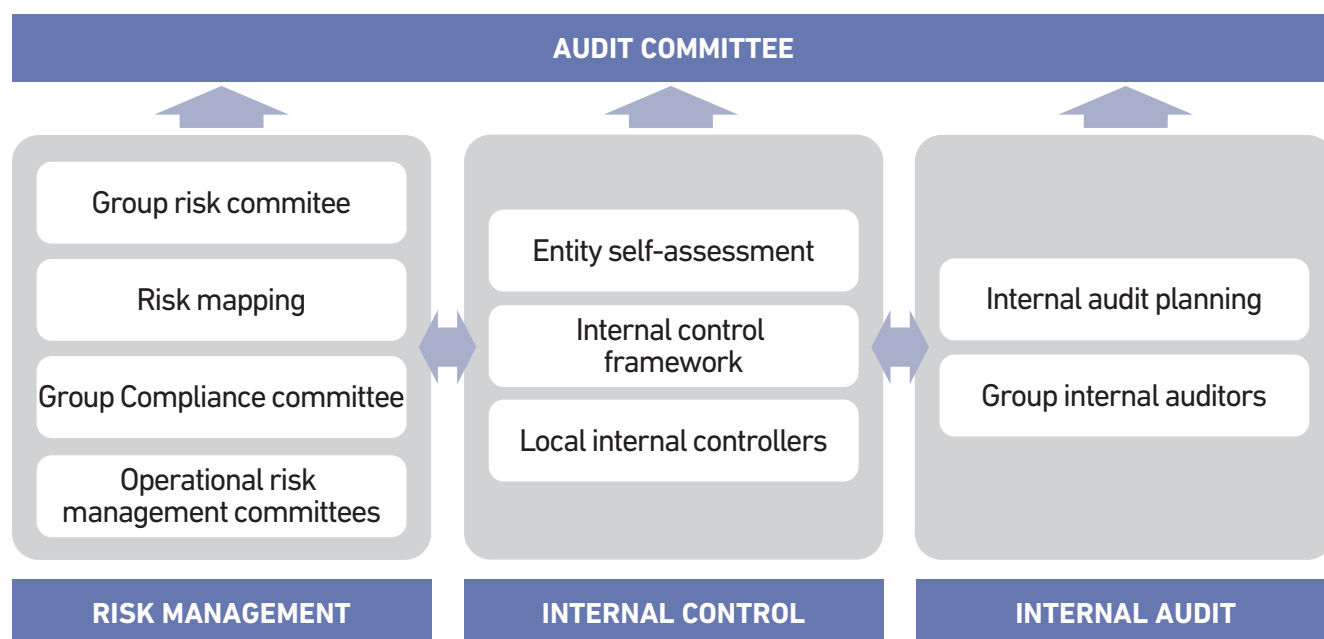 AUDIT COMMITTEE
Group risk commitee
Risk mapping
Group Compliance committee
Operational risk
management committees
Entity self-assessment
Internal control
framework
Local internal controllers
Internal audit planning
Group internal auditors
RISK MANAGEMENT
INTERNAL CONTROL
INTERNAL AUDIT